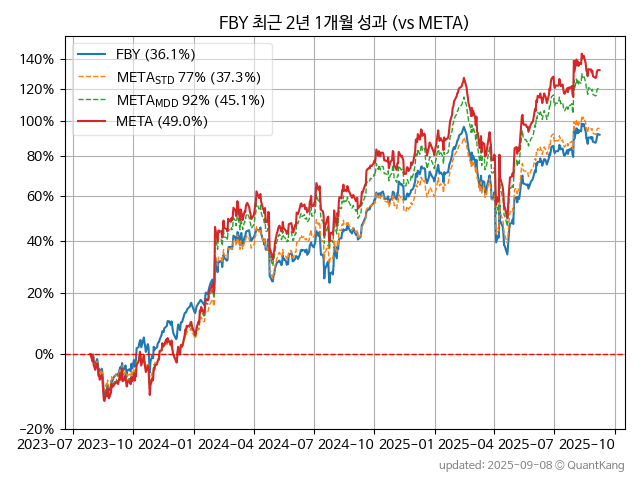 FBY 최근 2년 1개월 성과 (vs META)
FBY (36.1%)
META_STD 77% (37.3%)
META_MDD 92% (45.1%)
META (49.0%)
140%
120%
100%
80%
60%
40%
20%
0%
−20%
2023-07 2023-10 2024-01 2024-04 2024-07 2024-10 2025-01 2025-04 2025-07 2025-10
updated: 2025-09-08 © QuantKang